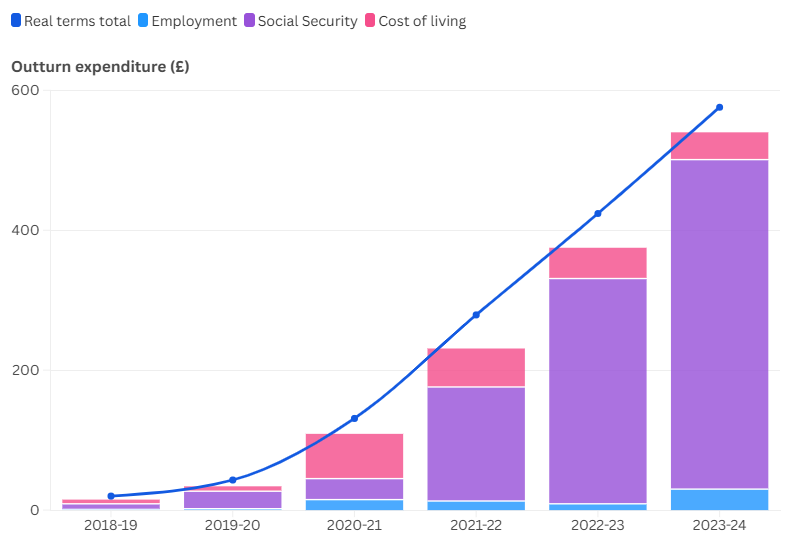 Real terms total Employment Social Security Cost of living
Outturn expenditure (£)
600
400
200
0
2018-19 2019-20 2020-21 2021-22 2022-23 2023-24